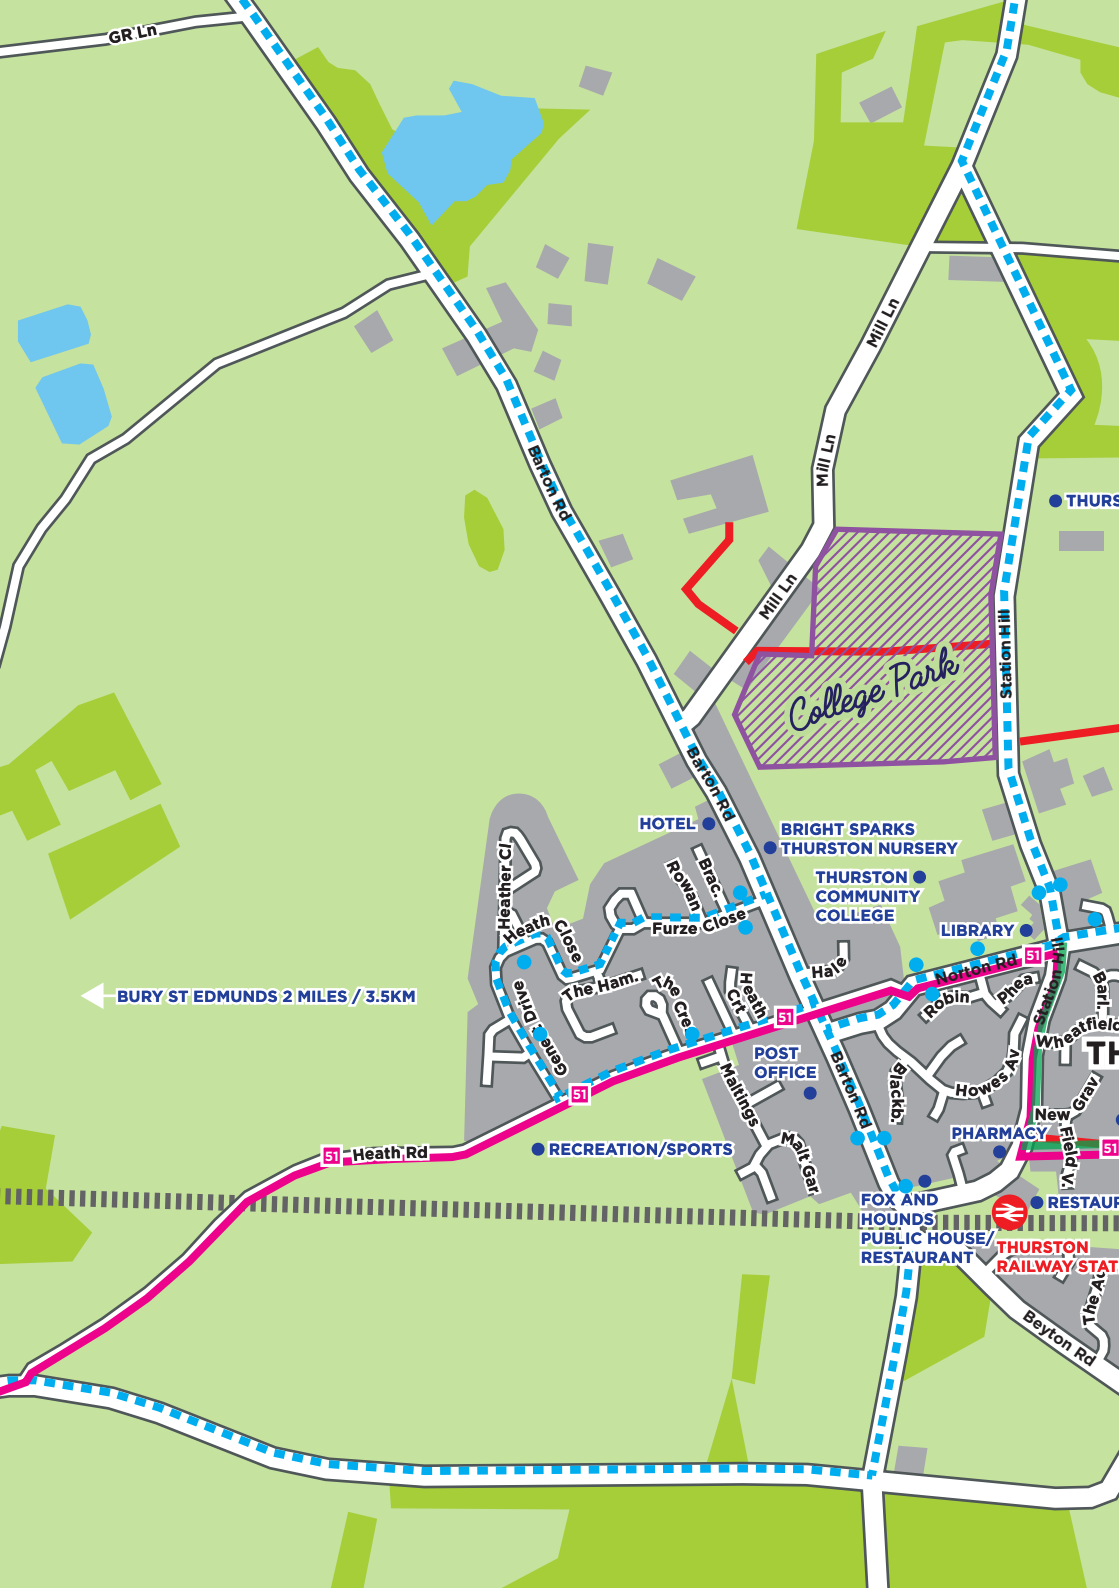 GR Ln
Mill Ln
Barton Rd
Mill Ln
THURS
Mill Ln
Station Hill
College Park
Barton Rd
HOTEL
BRIGHT SPARKS
THURSTON NURSERY
THURSTON
COMMUNITY
COLLEGE
Heather Cl
Rowan
Brac.
Heath Close
Furze Close
LIBRARY
Hale
Norton Rd
51
Station Hill
BURY ST EDMUNDS 2 MILES / 3.5KM
The Ham.
The Cre.
Heath
Crt
Robin
Phea.
Barl.
Genes. Drive
51
Wheatfield
TH
POST
OFFICE
Barton Rd
Blackb.
Howes Av
51
Maltings
New
Grav
PHARMACY
Field V.
51
RECREATION/SPORTS
51
Heath Rd
Malt Gar
FOX AND
HOUNDS
PUBLIC HOUSE/
RESTAURANT
RESTAUR
THURSTON
RAILWAY STAT
The A
Beyton Rd